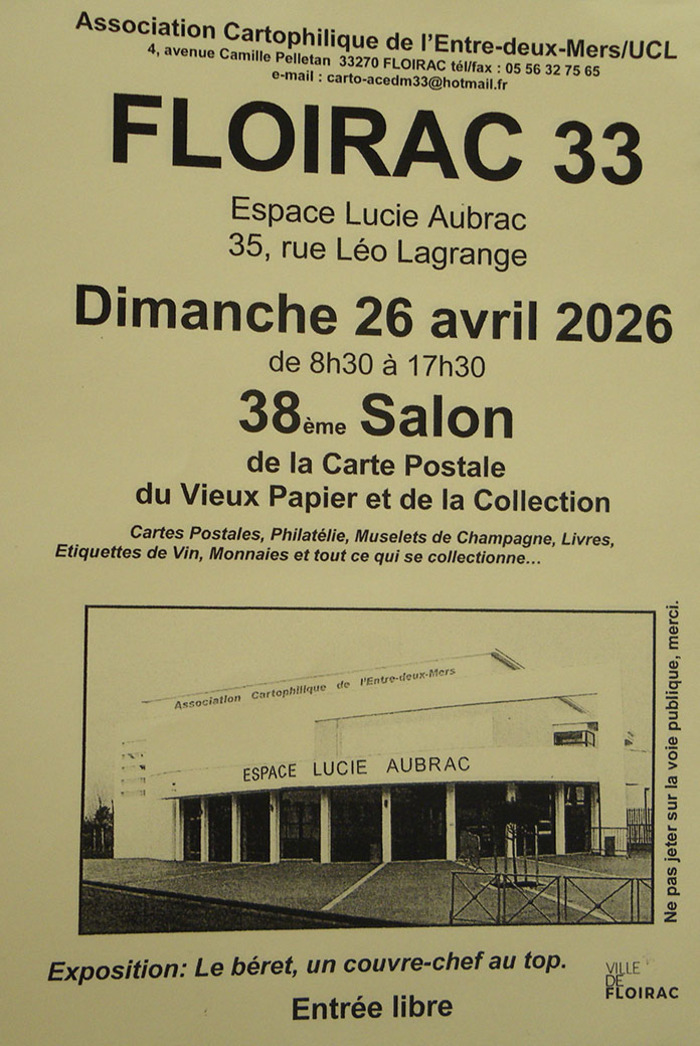 Association Cartophilique de l'Entre-deux-Mers/UCL
4, avenue Camille Pelletan 33270 FLOIRAC tél/fax : 05 56 32 75 65
e-mail : carto-acedm33@hotmail.fr
FLOIRAC 33
Espace Lucie Aubrac
35, rue Léo Lagrange
Dimanche 26 avril 2026
de 8h30 à 17h30
38ème Salon
de la Carte Postale
du Vieux Papier et de la Collection
Cartes Postales, Philatélie, Muselets de Champagne, Livres,
Etiquettes de Vin, Monnaies et tout ce qui se collectionne...
Association Cartophilique de l'Entre-deux-Mers
ESPACE LUCIE AUBRAC
Ne pas jeter sur la voie publique, merci.
Exposition: Le béret, un couvre-chef au top.
Entrée libre
VILLE
DE
FLOIRAC